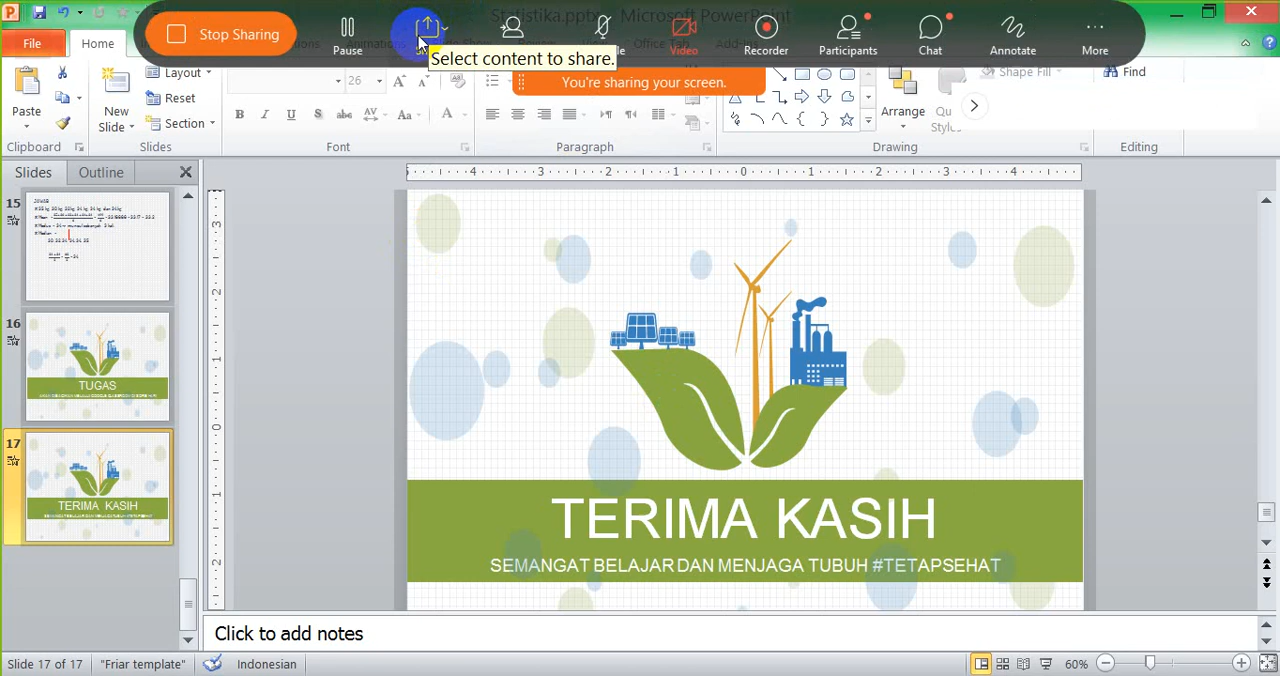 Statistika.pptx - Microsoft PowerPoint
Stop Sharing
Pause
Video
Recorder
Participants
Chat
Annotate
More
Select content to share.
You're sharing your screen.
File
Home
Paste
Clipboard
New
Slide
Layout
Reset
Section
Slides
26
Font
Paragraph
Arrange
Shape Fill
Drawing
Find
Editing
Slides
Outline
15
16
TUGAS
17
TERIMA KASIH
TERIMA KASIH
SEMANGAT BELAJAR DAN MENJAGA TUBUH #TETAPSEHAT
Click to add notes
Slide 17 of 17
"Friar template"
Indonesian
60%